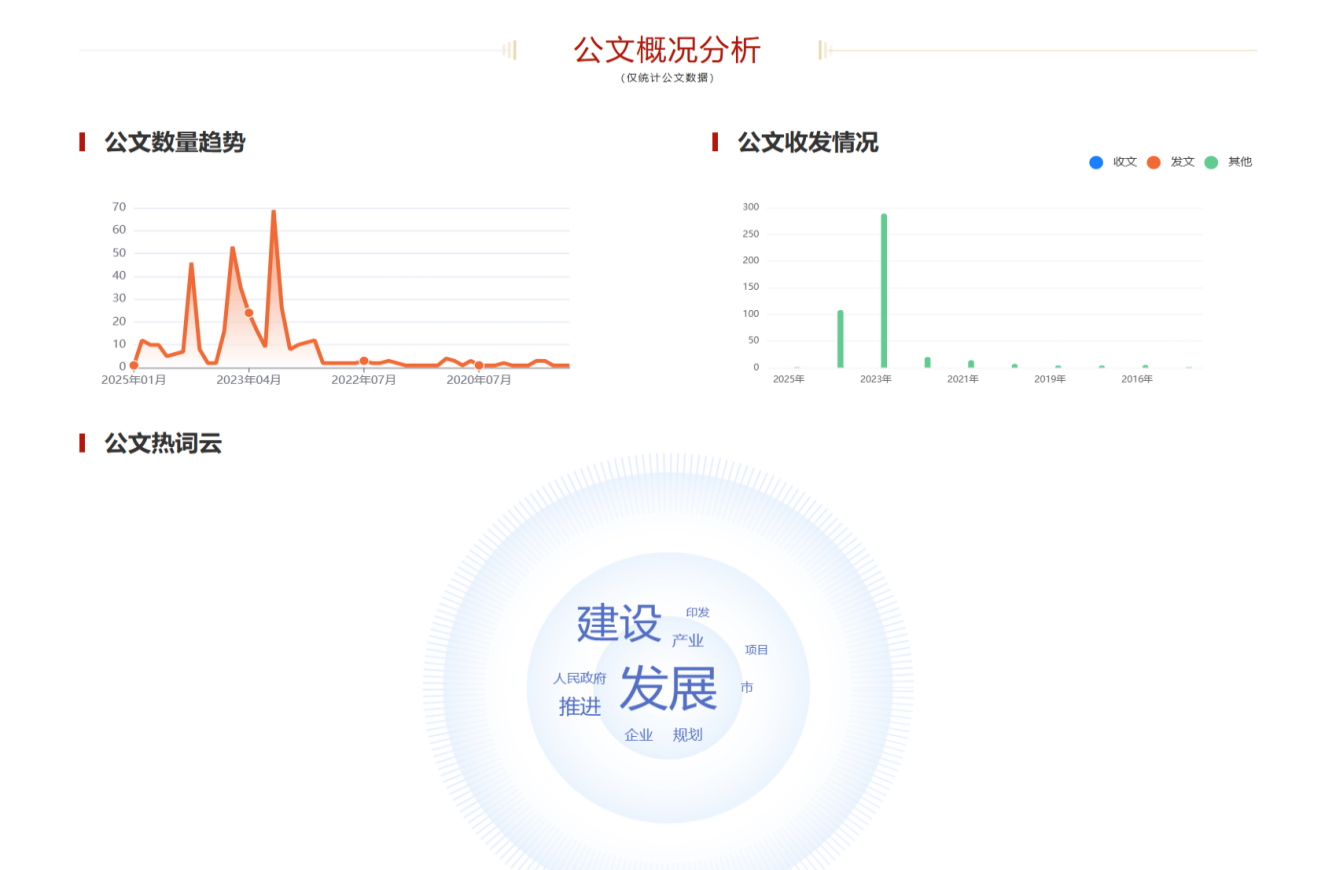 公文概况分析
(仅统计公文数据)
公文数量趋势
70
60
50
40
30
20
10
0
2025年01月 2023年04月 2022年07月 2020年07月
公文收发情况
收文 发文 其他
300
250
200
150
100
50
0
2025年 2023年 2021年 2019年 2016年
公文热词云
建设 印发
产业
项目
人民政府 发展 市
推进
企业 规划